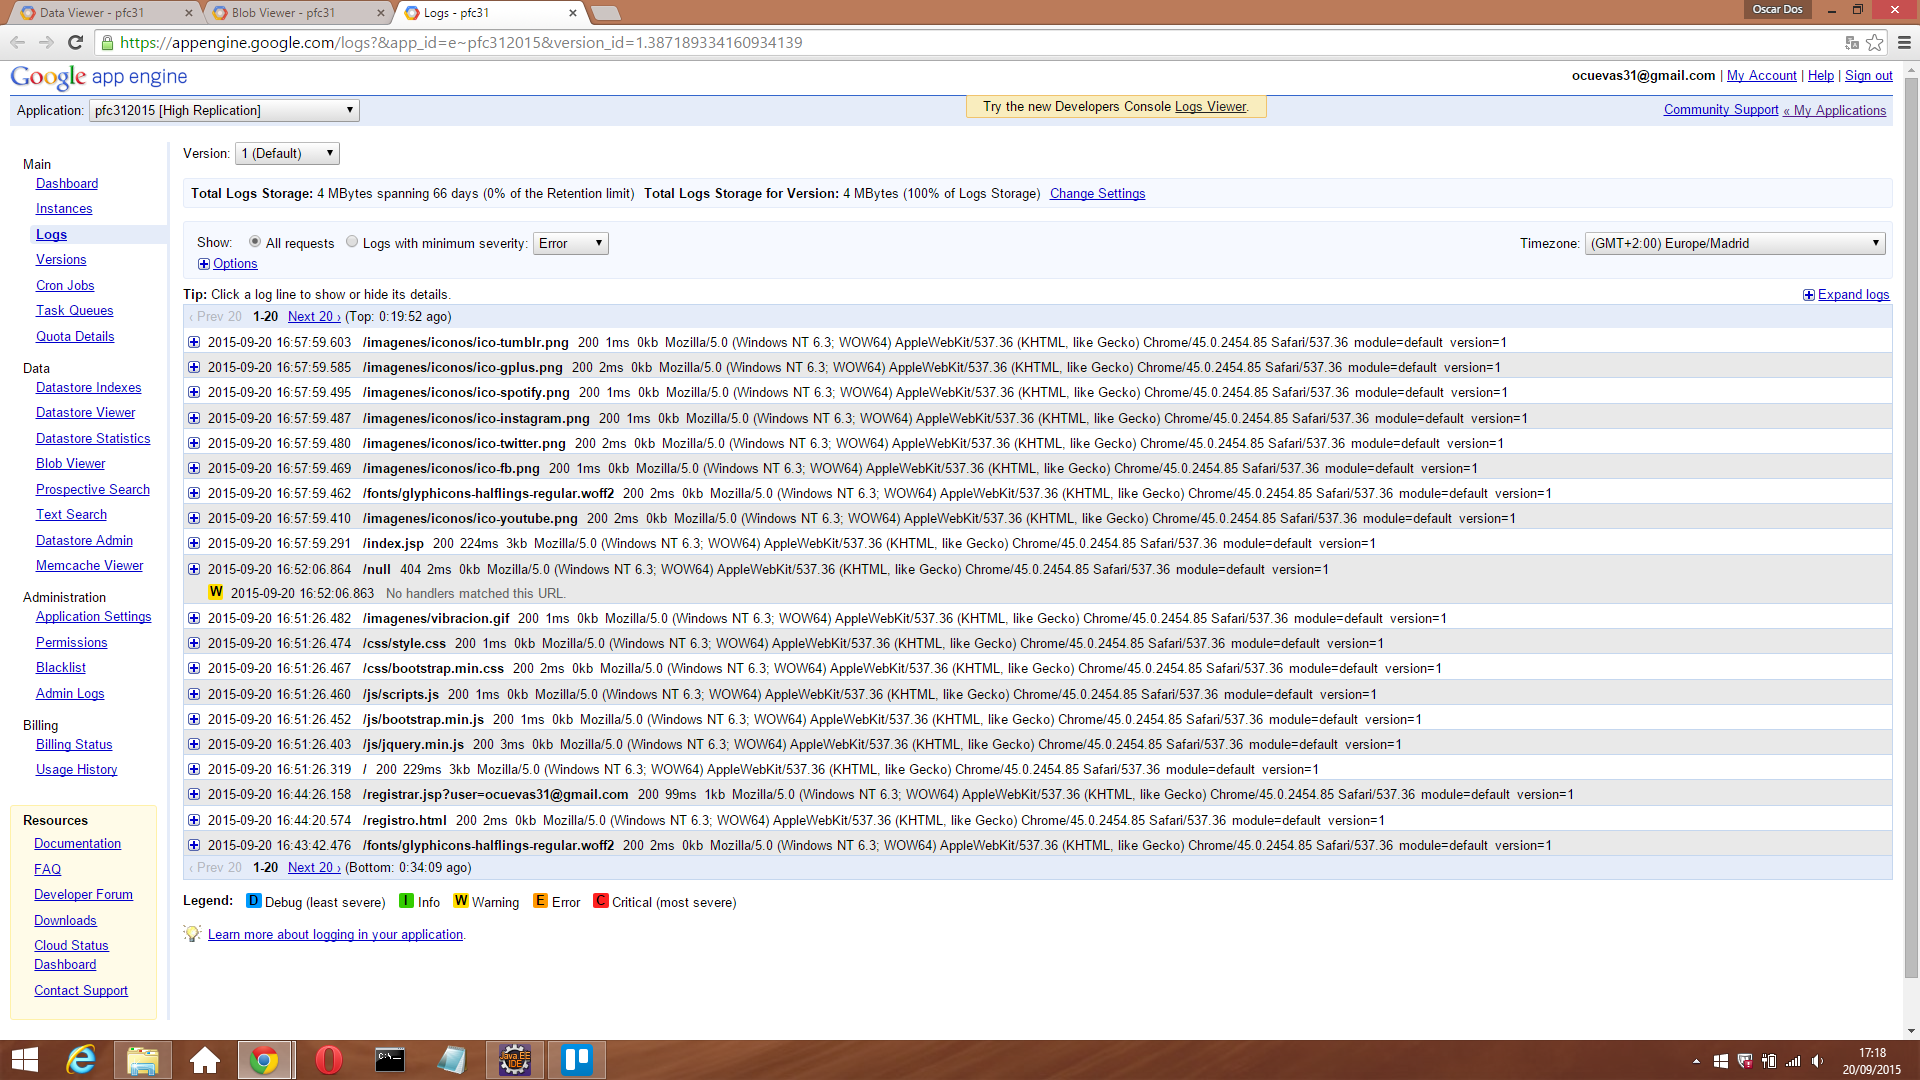 Data Viewer - pfc31
Blob Viewer - pfc31
Logs - pfc31
Oscar Dos
https://appengine.google.com/logs?&app_id=e~pfc312015&version_id=1.387189334160934139
Google app engine
ocuevas31@gmail.com | My Account | Help | Sign out
Application: pfc312015 [High Replication]
Try the new Developers Console Logs Viewer.
Community Support « My Applications
Main
Dashboard
Instances
Logs
Versions
Cron Jobs
Task Queues
Quota Details
Data
Datastore Indexes
Datastore Viewer
Datastore Statistics
Blob Viewer
Prospective Search
Text Search
Datastore Admin
Memcache Viewer
Administration
Application Settings
Permissions
Blacklist
Admin Logs
Billing
Billing Status
Usage History
Resources
Documentation
FAQ
Developer Forum
Downloads
Cloud Status
Dashboard
Contact Support
Version: 1 (Default)
Total Logs Storage: 4 MBytes spanning 66 days (0% of the Retention limit) Total Logs Storage for Version: 4 MBytes (100% of Logs Storage) Change Settings
Show: All requests Logs with minimum severity: Error
Timezone: (GMT+2:00) Europe/Madrid
Options
Tip: Click a log line to show or hide its details.
Expand logs
‹ Prev 20 1-20 Next 20 › (Top: 0:19:52 ago)
2015-09-20 16:57:59.603 /imagenes/iconos/ico-tumblr.png 200 1ms 0kb Mozilla/5.0 (Windows NT 6.3; WOW64) AppleWebKit/537.36 (KHTML, like Gecko) Chrome/45.0.2454.85 Safari/537.36 module=default version=1
2015-09-20 16:57:59.585 /imagenes/iconos/ico-gplus.png 200 2ms 0kb Mozilla/5.0 (Windows NT 6.3; WOW64) AppleWebKit/537.36 (KHTML, like Gecko) Chrome/45.0.2454.85 Safari/537.36 module=default version=1
2015-09-20 16:57:59.495 /imagenes/iconos/ico-spotify.png 200 1ms 0kb Mozilla/5.0 (Windows NT 6.3; WOW64) AppleWebKit/537.36 (KHTML, like Gecko) Chrome/45.0.2454.85 Safari/537.36 module=default version=1
2015-09-20 16:57:59.487 /imagenes/iconos/ico-instagram.png 200 1ms 0kb Mozilla/5.0 (Windows NT 6.3; WOW64) AppleWebKit/537.36 (KHTML, like Gecko) Chrome/45.0.2454.85 Safari/537.36 module=default version=1
2015-09-20 16:57:59.480 /imagenes/iconos/ico-twitter.png 200 2ms 0kb Mozilla/5.0 (Windows NT 6.3; WOW64) AppleWebKit/537.36 (KHTML, like Gecko) Chrome/45.0.2454.85 Safari/537.36 module=default version=1
2015-09-20 16:57:59.469 /imagenes/iconos/ico-fb.png 200 1ms 0kb Mozilla/5.0 (Windows NT 6.3; WOW64) AppleWebKit/537.36 (KHTML, like Gecko) Chrome/45.0.2454.85 Safari/537.36 module=default version=1
2015-09-20 16:57:59.462 /fonts/glyphicons-halflings-regular.woff2 200 2ms 0kb Mozilla/5.0 (Windows NT 6.3; WOW64) AppleWebKit/537.36 (KHTML, like Gecko) Chrome/45.0.2454.85 Safari/537.36 module=default version=1
2015-09-20 16:57:59.410 /imagenes/iconos/ico-youtube.png 200 2ms 0kb Mozilla/5.0 (Windows NT 6.3; WOW64) AppleWebKit/537.36 (KHTML, like Gecko) Chrome/45.0.2454.85 Safari/537.36 module=default version=1
2015-09-20 16:57:59.291 /index.jsp 200 224ms 3kb Mozilla/5.0 (Windows NT 6.3; WOW64) AppleWebKit/537.36 (KHTML, like Gecko) Chrome/45.0.2454.85 Safari/537.36 module=default version=1
2015-09-20 16:52:06.864 /null 404 2ms 0kb Mozilla/5.0 (Windows NT 6.3; WOW64) AppleWebKit/537.36 (KHTML, like Gecko) Chrome/45.0.2454.85 Safari/537.36 module=default version=1
W 2015-09-20 16:52:06.863 No handlers matched this URL.
2015-09-20 16:51:26.482 /imagenes/vibracion.gif 200 1ms 0kb Mozilla/5.0 (Windows NT 6.3; WOW64) AppleWebKit/537.36 (KHTML, like Gecko) Chrome/45.0.2454.85 Safari/537.36 module=default version=1
2015-09-20 16:51:26.474 /css/style.css 200 1ms 0kb Mozilla/5.0 (Windows NT 6.3; WOW64) AppleWebKit/537.36 (KHTML, like Gecko) Chrome/45.0.2454.85 Safari/537.36 module=default version=1
2015-09-20 16:51:26.467 /css/bootstrap.min.css 200 2ms 0kb Mozilla/5.0 (Windows NT 6.3; WOW64) AppleWebKit/537.36 (KHTML, like Gecko) Chrome/45.0.2454.85 Safari/537.36 module=default version=1
2015-09-20 16:51:26.460 /js/scripts.js 200 1ms 0kb Mozilla/5.0 (Windows NT 6.3; WOW64) AppleWebKit/537.36 (KHTML, like Gecko) Chrome/45.0.2454.85 Safari/537.36 module=default version=1
2015-09-20 16:51:26.452 /js/bootstrap.min.js 200 1ms 0kb Mozilla/5.0 (Windows NT 6.3; WOW64) AppleWebKit/537.36 (KHTML, like Gecko) Chrome/45.0.2454.85 Safari/537.36 module=default version=1
2015-09-20 16:51:26.403 /js/jquery.min.js 200 3ms 0kb Mozilla/5.0 (Windows NT 6.3; WOW64) AppleWebKit/537.36 (KHTML, like Gecko) Chrome/45.0.2454.85 Safari/537.36 module=default version=1
2015-09-20 16:51:26.319 / 200 229ms 3kb Mozilla/5.0 (Windows NT 6.3; WOW64) AppleWebKit/537.36 (KHTML, like Gecko) Chrome/45.0.2454.85 Safari/537.36 module=default version=1
2015-09-20 16:44:26.158 /registrar.jsp?user=ocuevas31@gmail.com 200 99ms 1kb Mozilla/5.0 (Windows NT 6.3; WOW64) AppleWebKit/537.36 (KHTML, like Gecko) Chrome/45.0.2454.85 Safari/537.36 module=default version=1
2015-09-20 16:44:20.574 /registro.html 200 2ms 0kb Mozilla/5.0 (Windows NT 6.3; WOW64) AppleWebKit/537.36 (KHTML, like Gecko) Chrome/45.0.2454.85 Safari/537.36 module=default version=1
2015-09-20 16:43:42.476 /fonts/glyphicons-halflings-regular.woff2 200 2ms 0kb Mozilla/5.0 (Windows NT 6.3; WOW64) AppleWebKit/537.36 (KHTML, like Gecko) Chrome/45.0.2454.85 Safari/537.36 module=default version=1
‹ Prev 20 1-20 Next 20 › (Bottom: 0:34:09 ago)
Legend: D Debug (least severe) I Info W Warning E Error C Critical (most severe)
Learn more about logging in your application.
C:\_
Java EE
IDE
17:18
20/09/2015